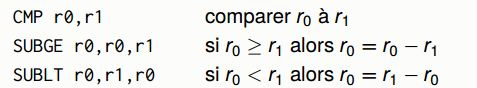 CMP r0,r1 comparer r₀ à r₁
SUBGE r0,r0,r1 si r₀ ≥ r₁ alors r₀ = r₀ − r₁
SUBLT r0,r1,r0 si r₀ < r₁ alors r₀ = r₁ − r₀